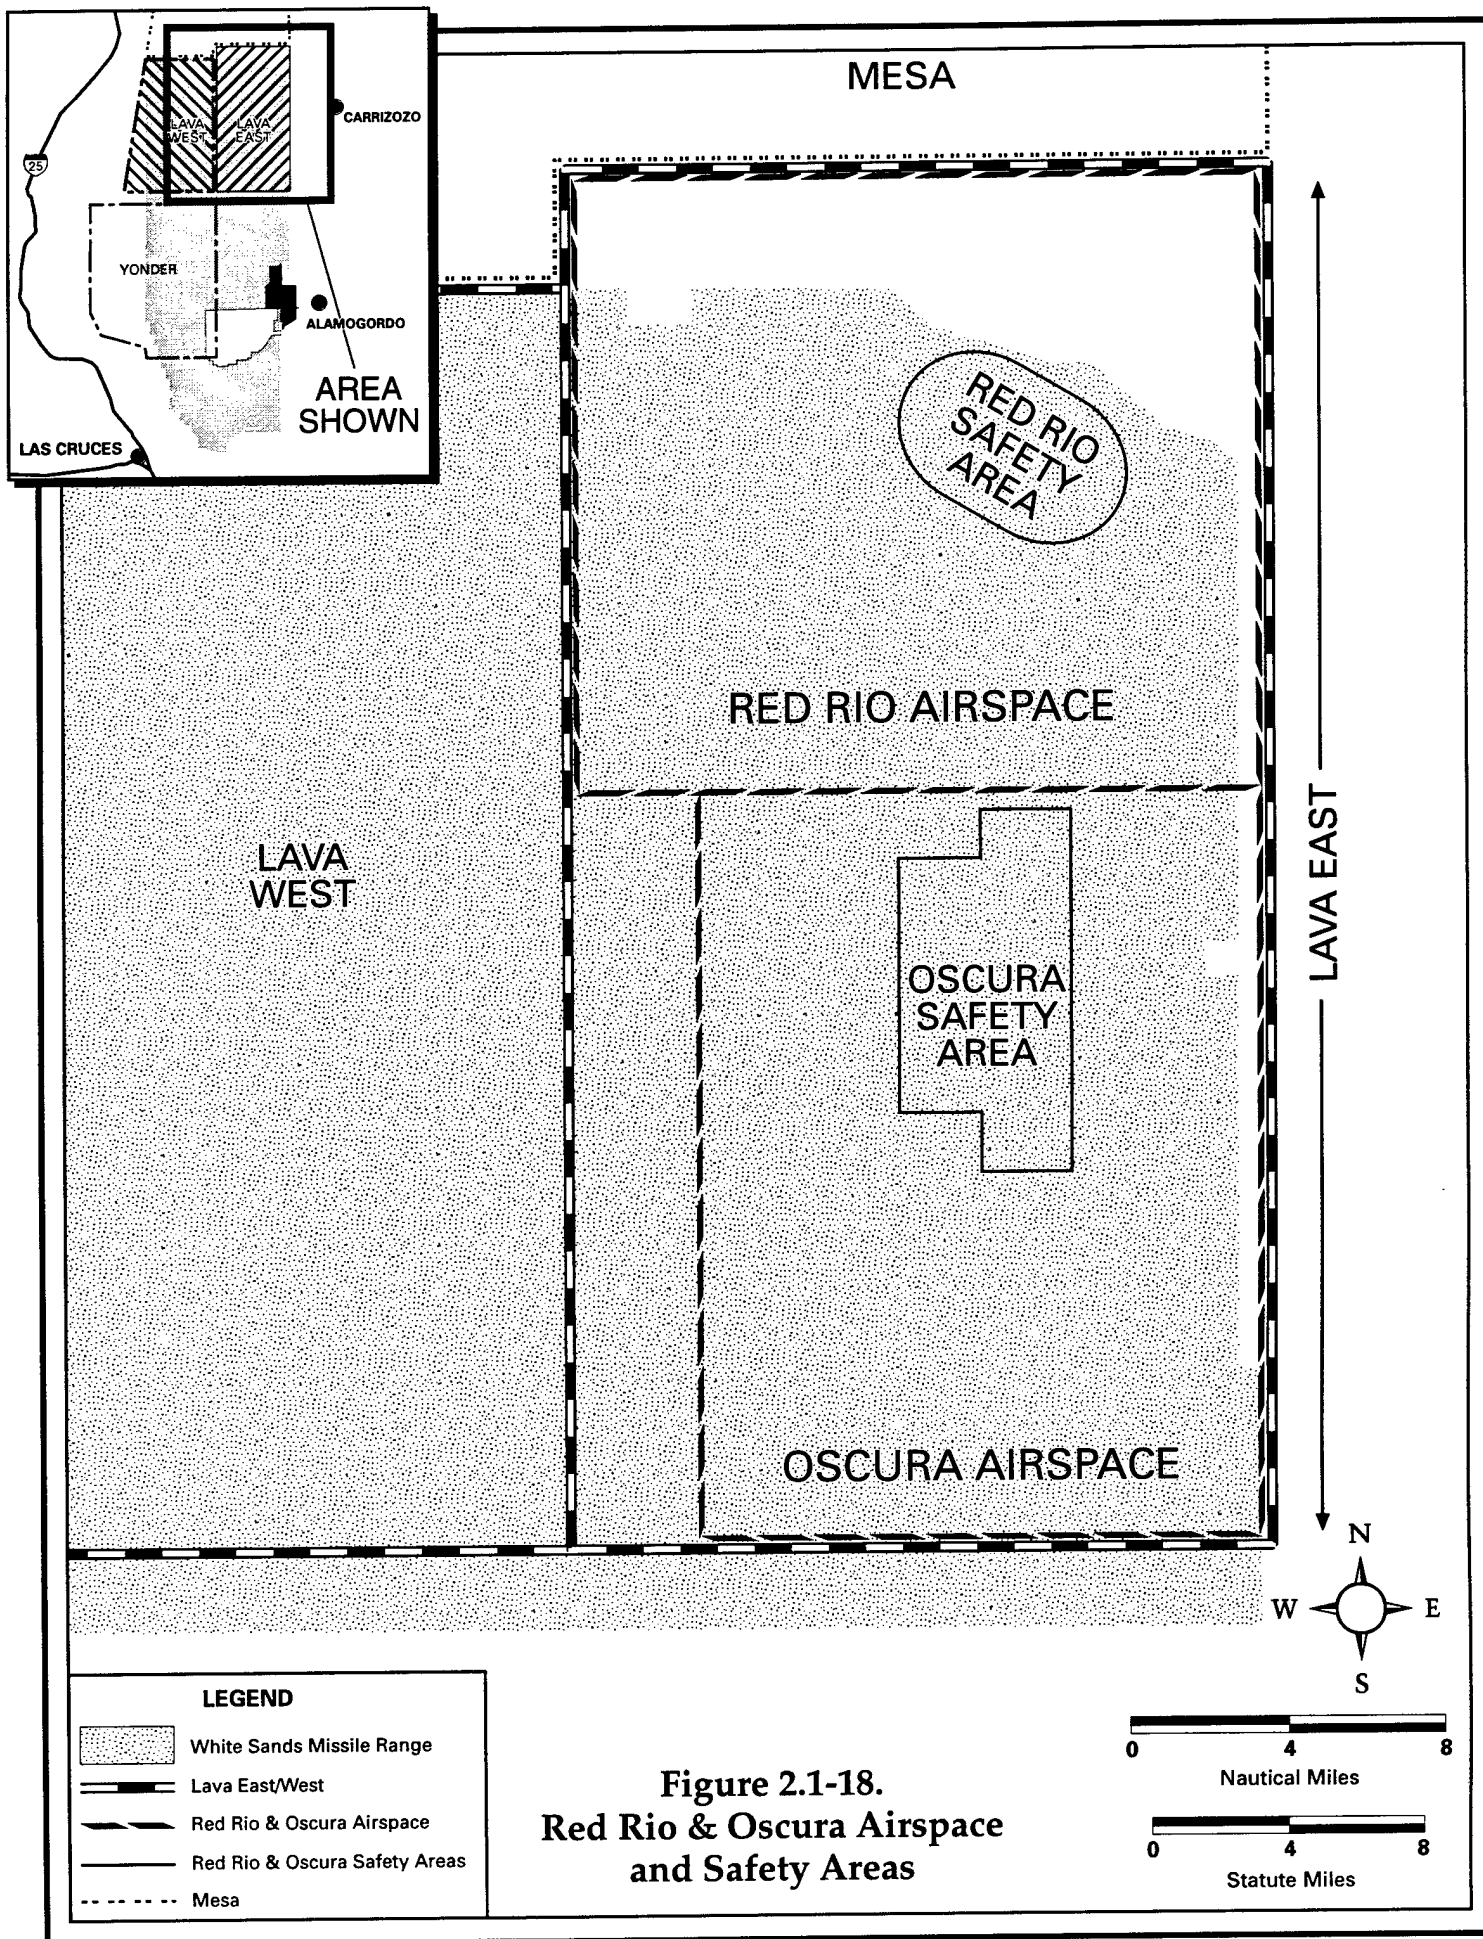 MESA
CARRIZOZO
LAVA
WEST
LAVA
EAST
25
YONDER
ALAMOGORDO
AREA
SHOWN
LAS CRUCES
RED RIO
SAFETY
AREA
RED RIO AIRSPACE
LAVA
WEST
LAVA EAST
OSCURA
SAFETY
AREA
OSCURA AIRSPACE
N
W
E
S
LEGEND
White Sands Missile Range
Lava East/West
Red Rio & Oscura Airspace
Red Rio & Oscura Safety Areas
Mesa
Figure 2.1-18.
Red Rio & Oscura Airspace
and Safety Areas
0 4 8
Nautical Miles
0 4 8
Statute Miles